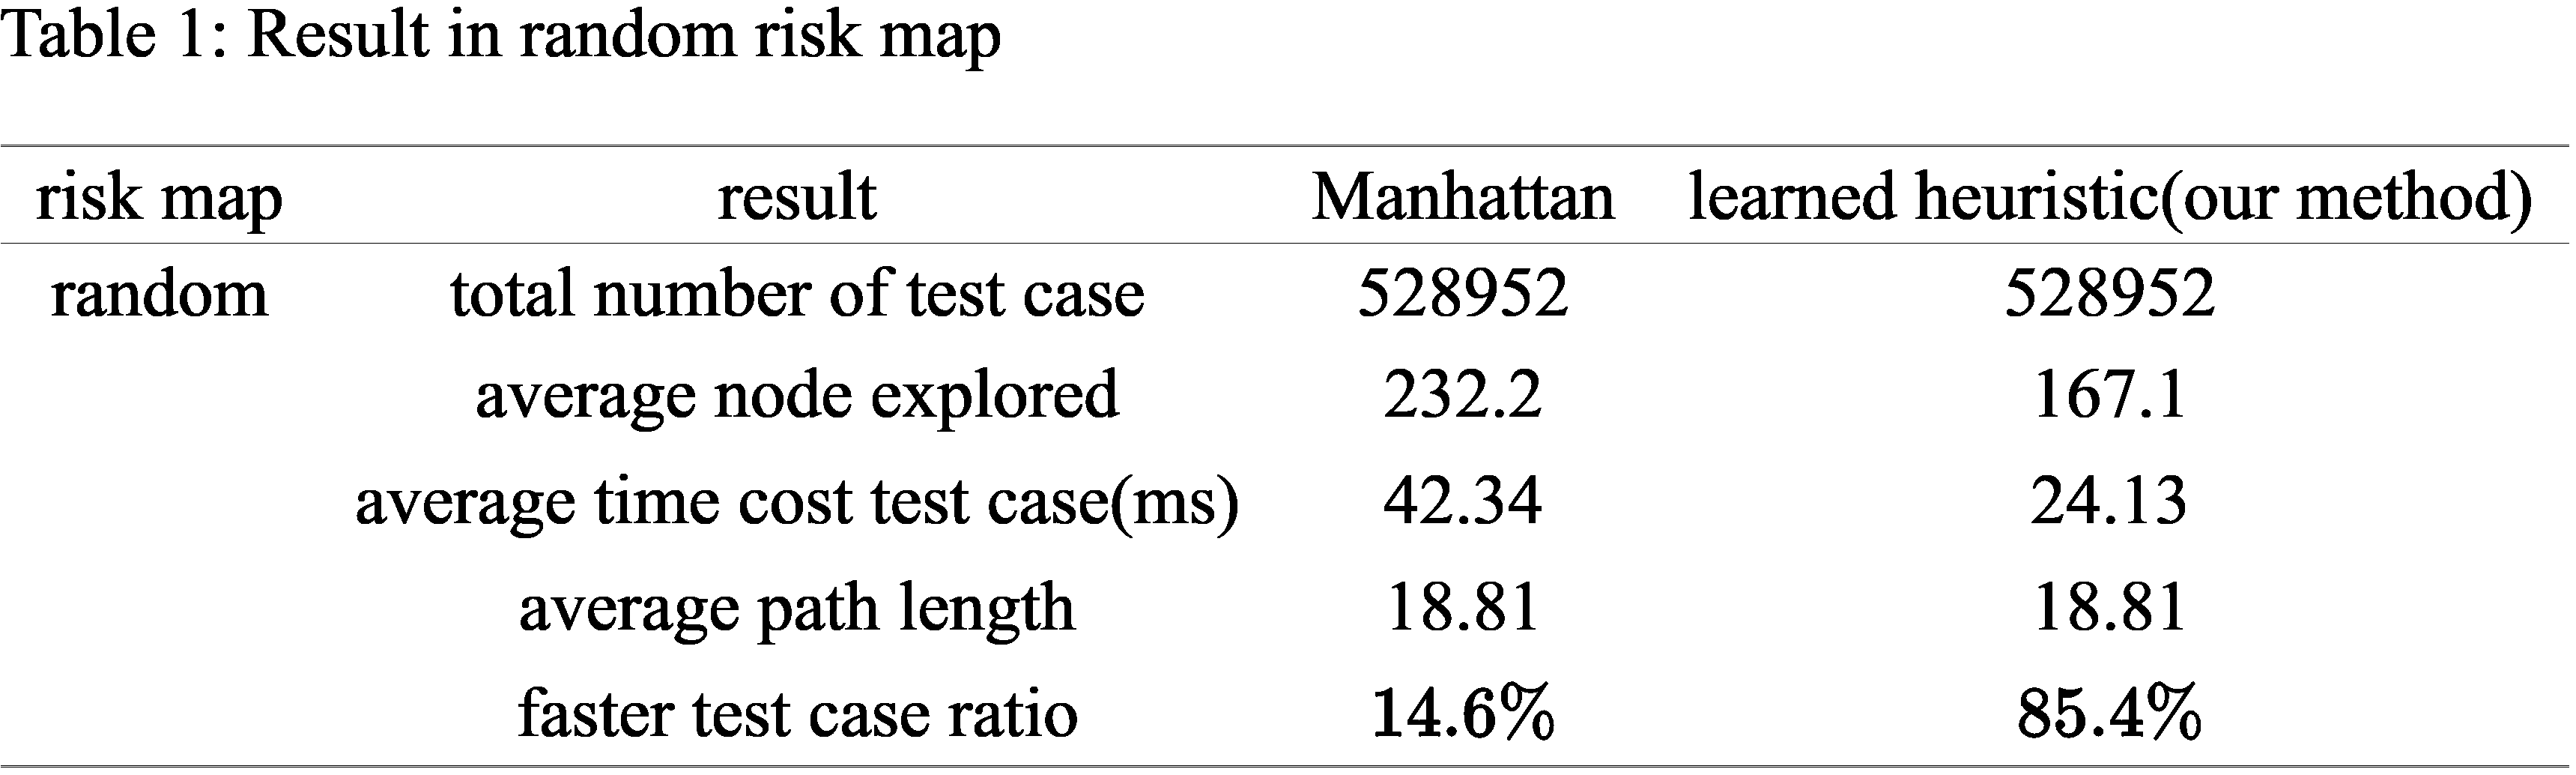 Table 1: Result in random risk map
risk map result Manhattan learned heuristic(our method)
random total number of test case 528952 528952
average node explored 232.2 167.1
average time cost test case(ms) 42.34 24.13
average path length 18.81 18.81
faster test case ratio 14.6% 85.4%